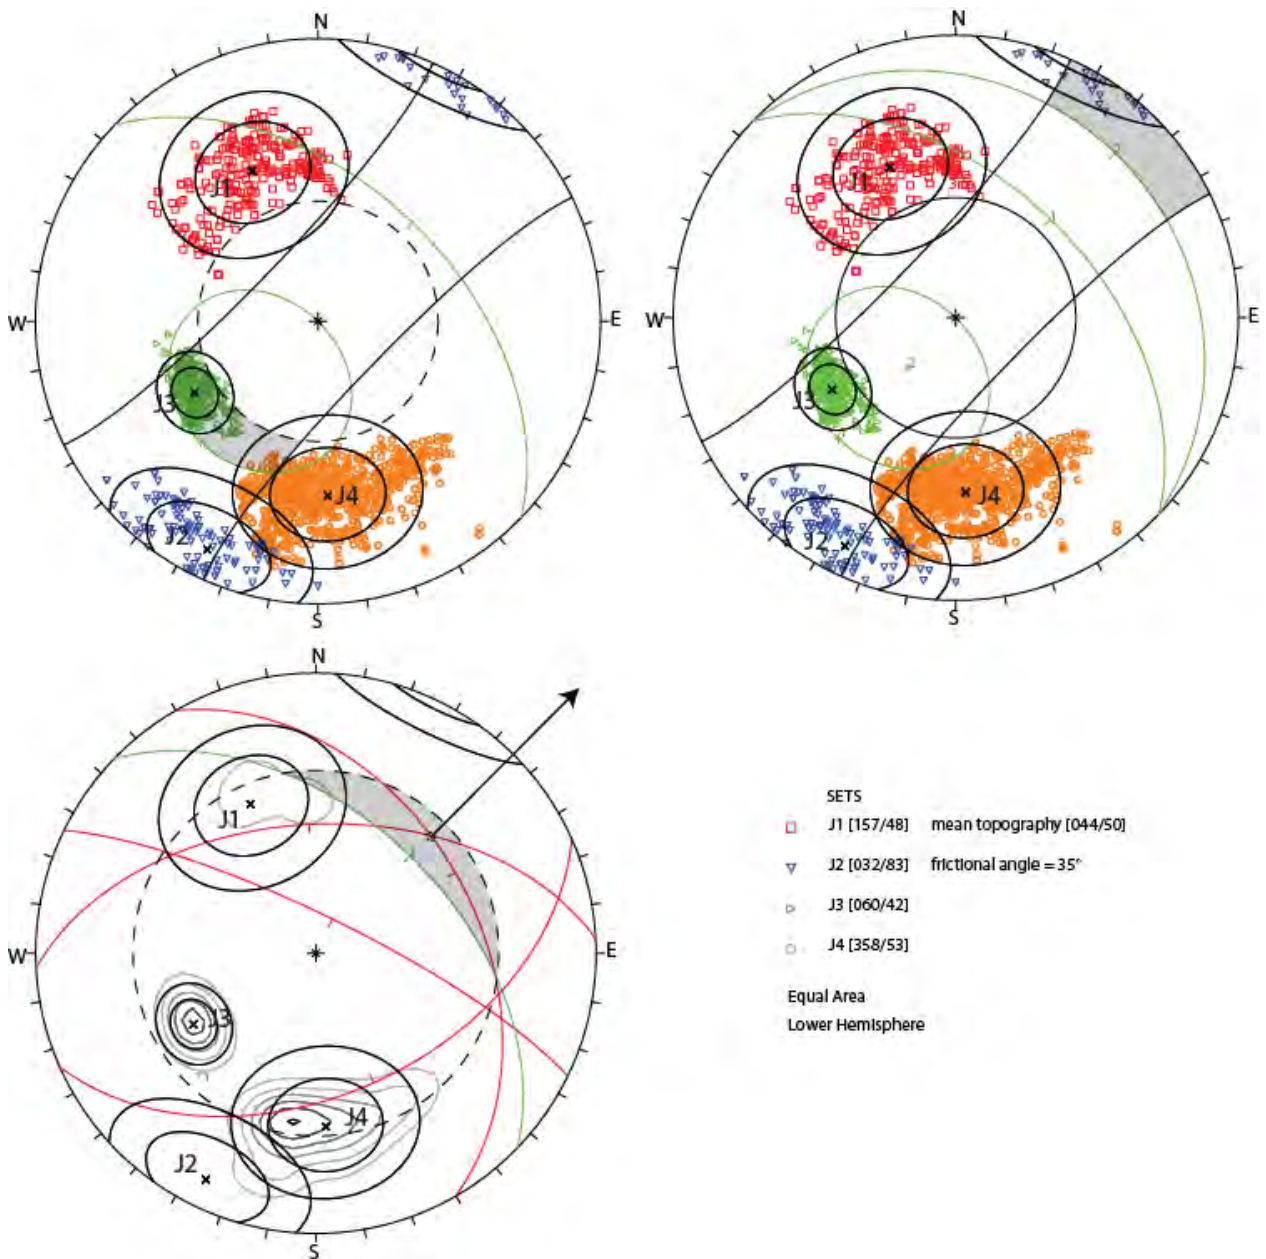 N
N
J1
J1
W
E
W
E
J3
J3
J4
J4
J2
J2
S
S
N
J1
W
E
J3
J4
J2
S
SETS
J1 [157/48] mean topography [044/50]
J2 [032/83] frictional angle = 35°
J3 [060/42]
J4 [358/53]
Equal Area
Lower Hemisphere